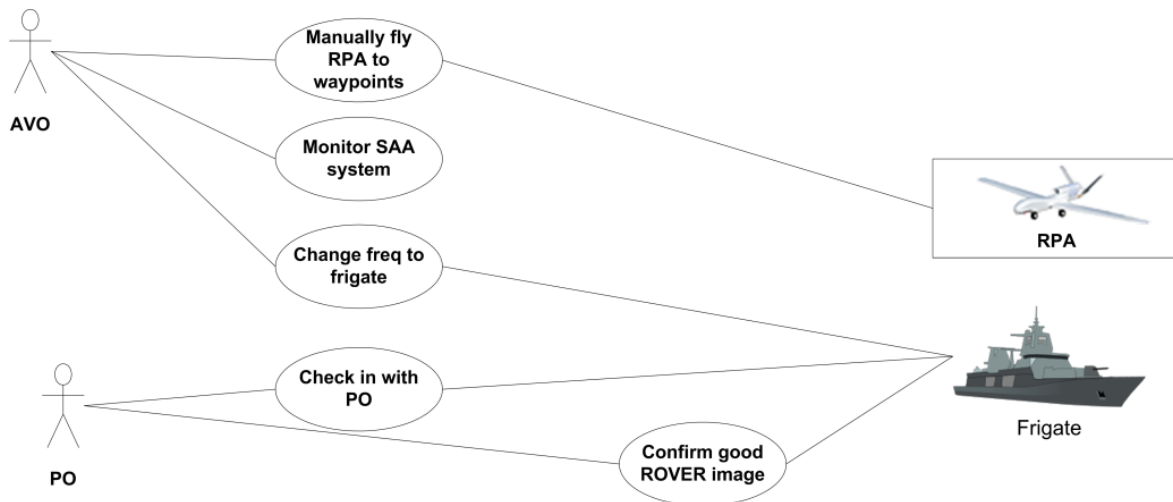 Manually fly
RPA to
waypoints
AVO
Monitor SAA
system
RPA
Change freq to
frigate
Check in with
PO
Frigate
Confirm good
ROVER image
PO